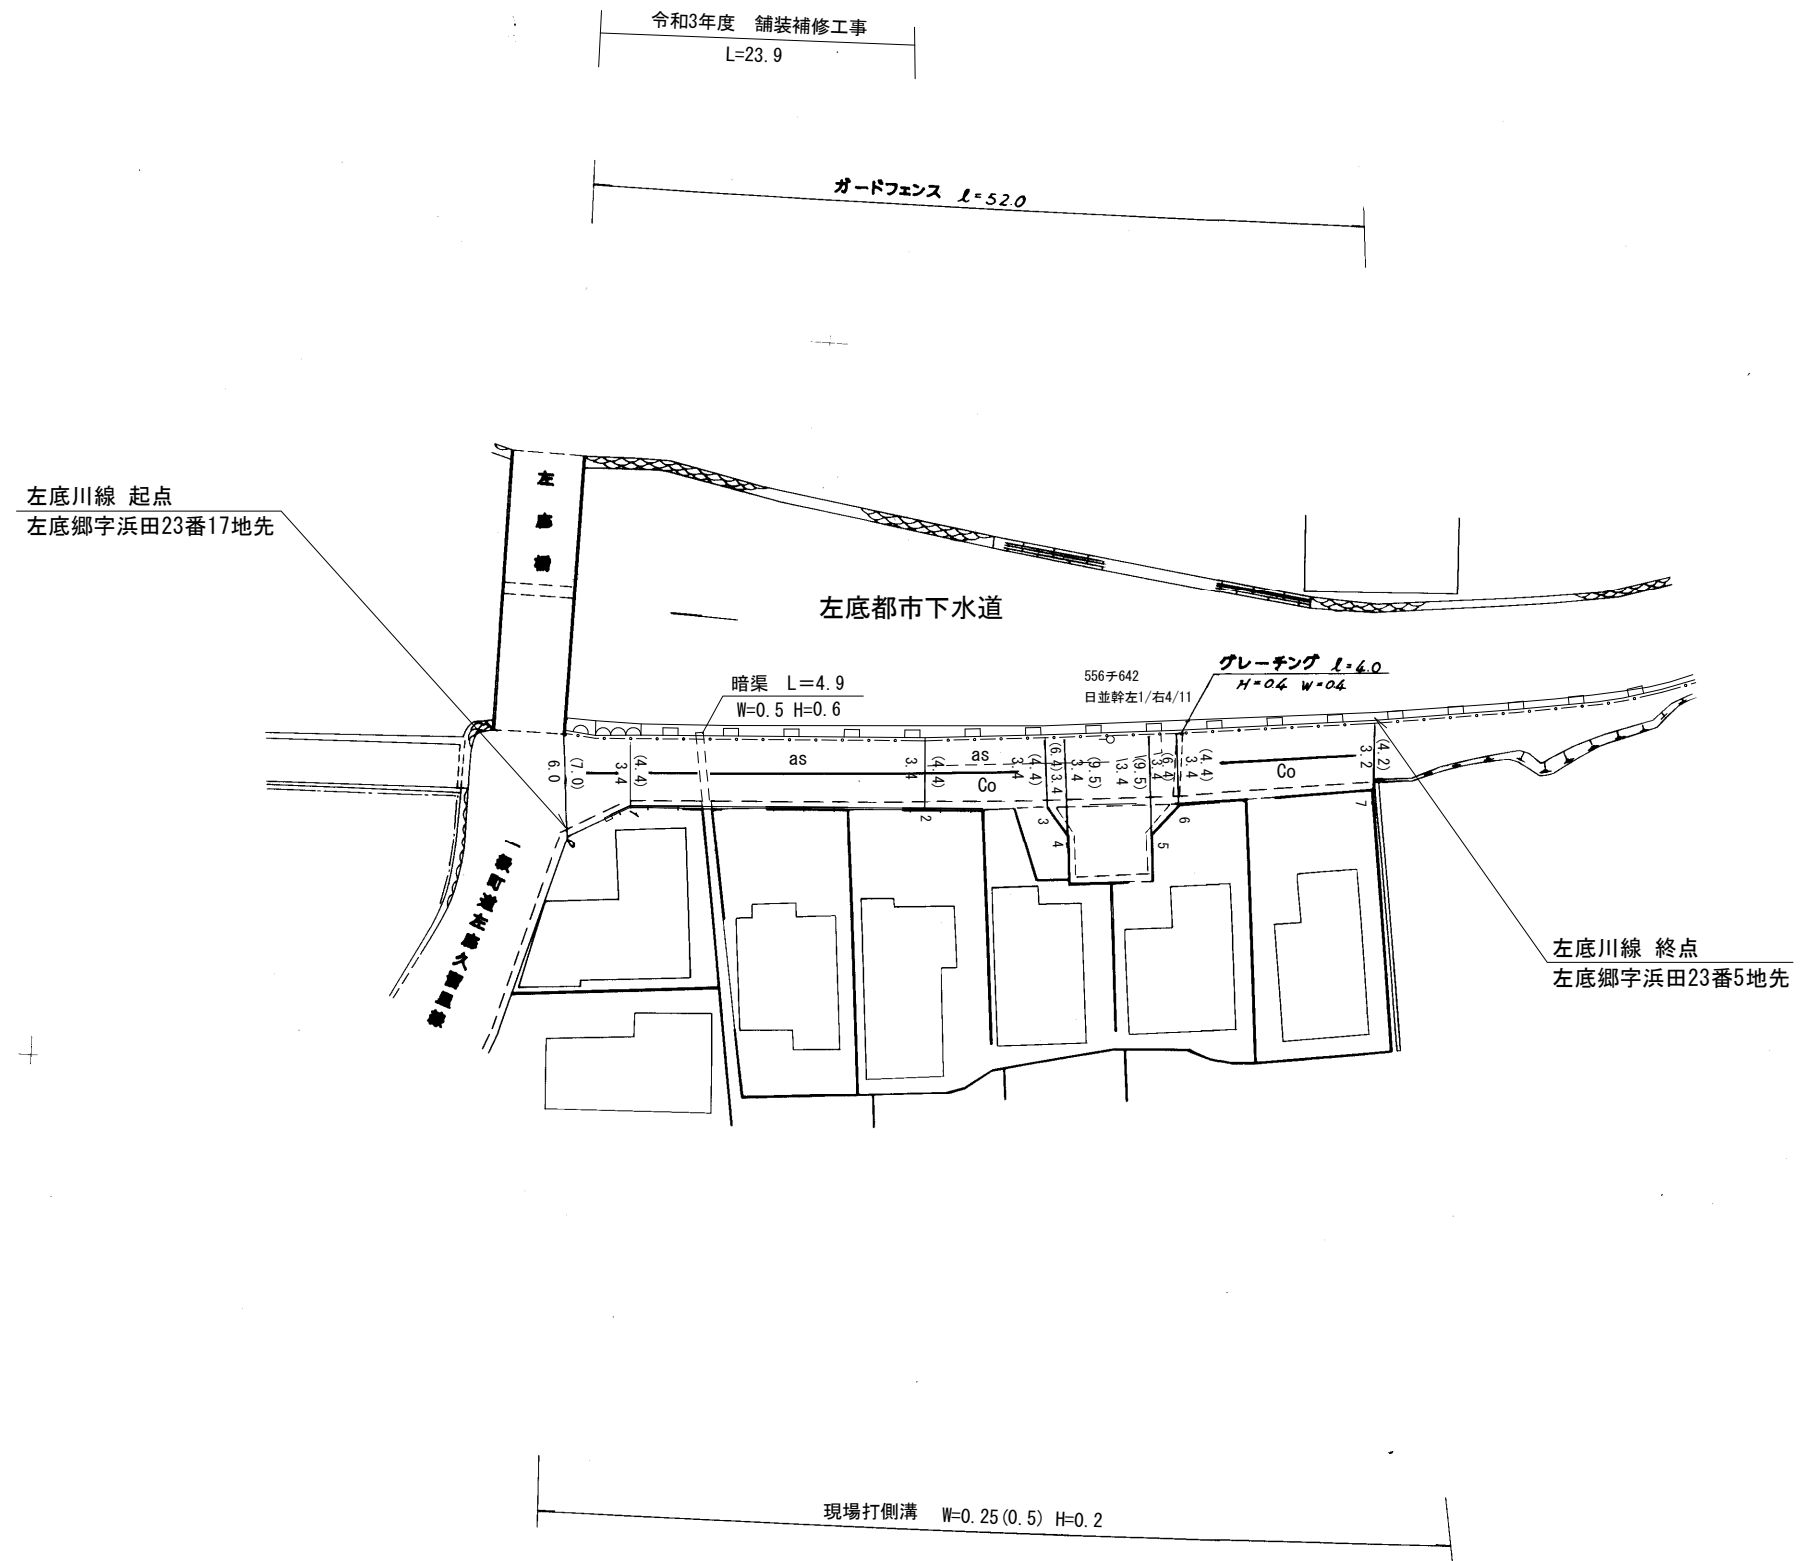 令和3年度　舗装補修工事
L=23.9
ガードフェンス　ℓ=52.0
左底橋
左底川線 起点
左底郷字浜田23番17地先
左底都市下水道
暗渠　L＝4.9
W=0.5 H=0.6
556チ642
日並幹左1/右4/11
グレーチング　ℓ=4.0
H=0.4　W=0.4
as
as
Co
Co
6.0
(7.0)
3.4
(4.4)
3.4
(4.4)
3.4
(4.4)
(6.4)
3.4
3.4
(9.5)
3.4
(9.5)
3.4
(6.4)
3.4
(4.4)
3.2
(4.2)
1
2
3
4
5
6
7
左底川線 終点
左底郷字浜田23番5地先
現場打側溝　W=0.25(0.5) H=0.2